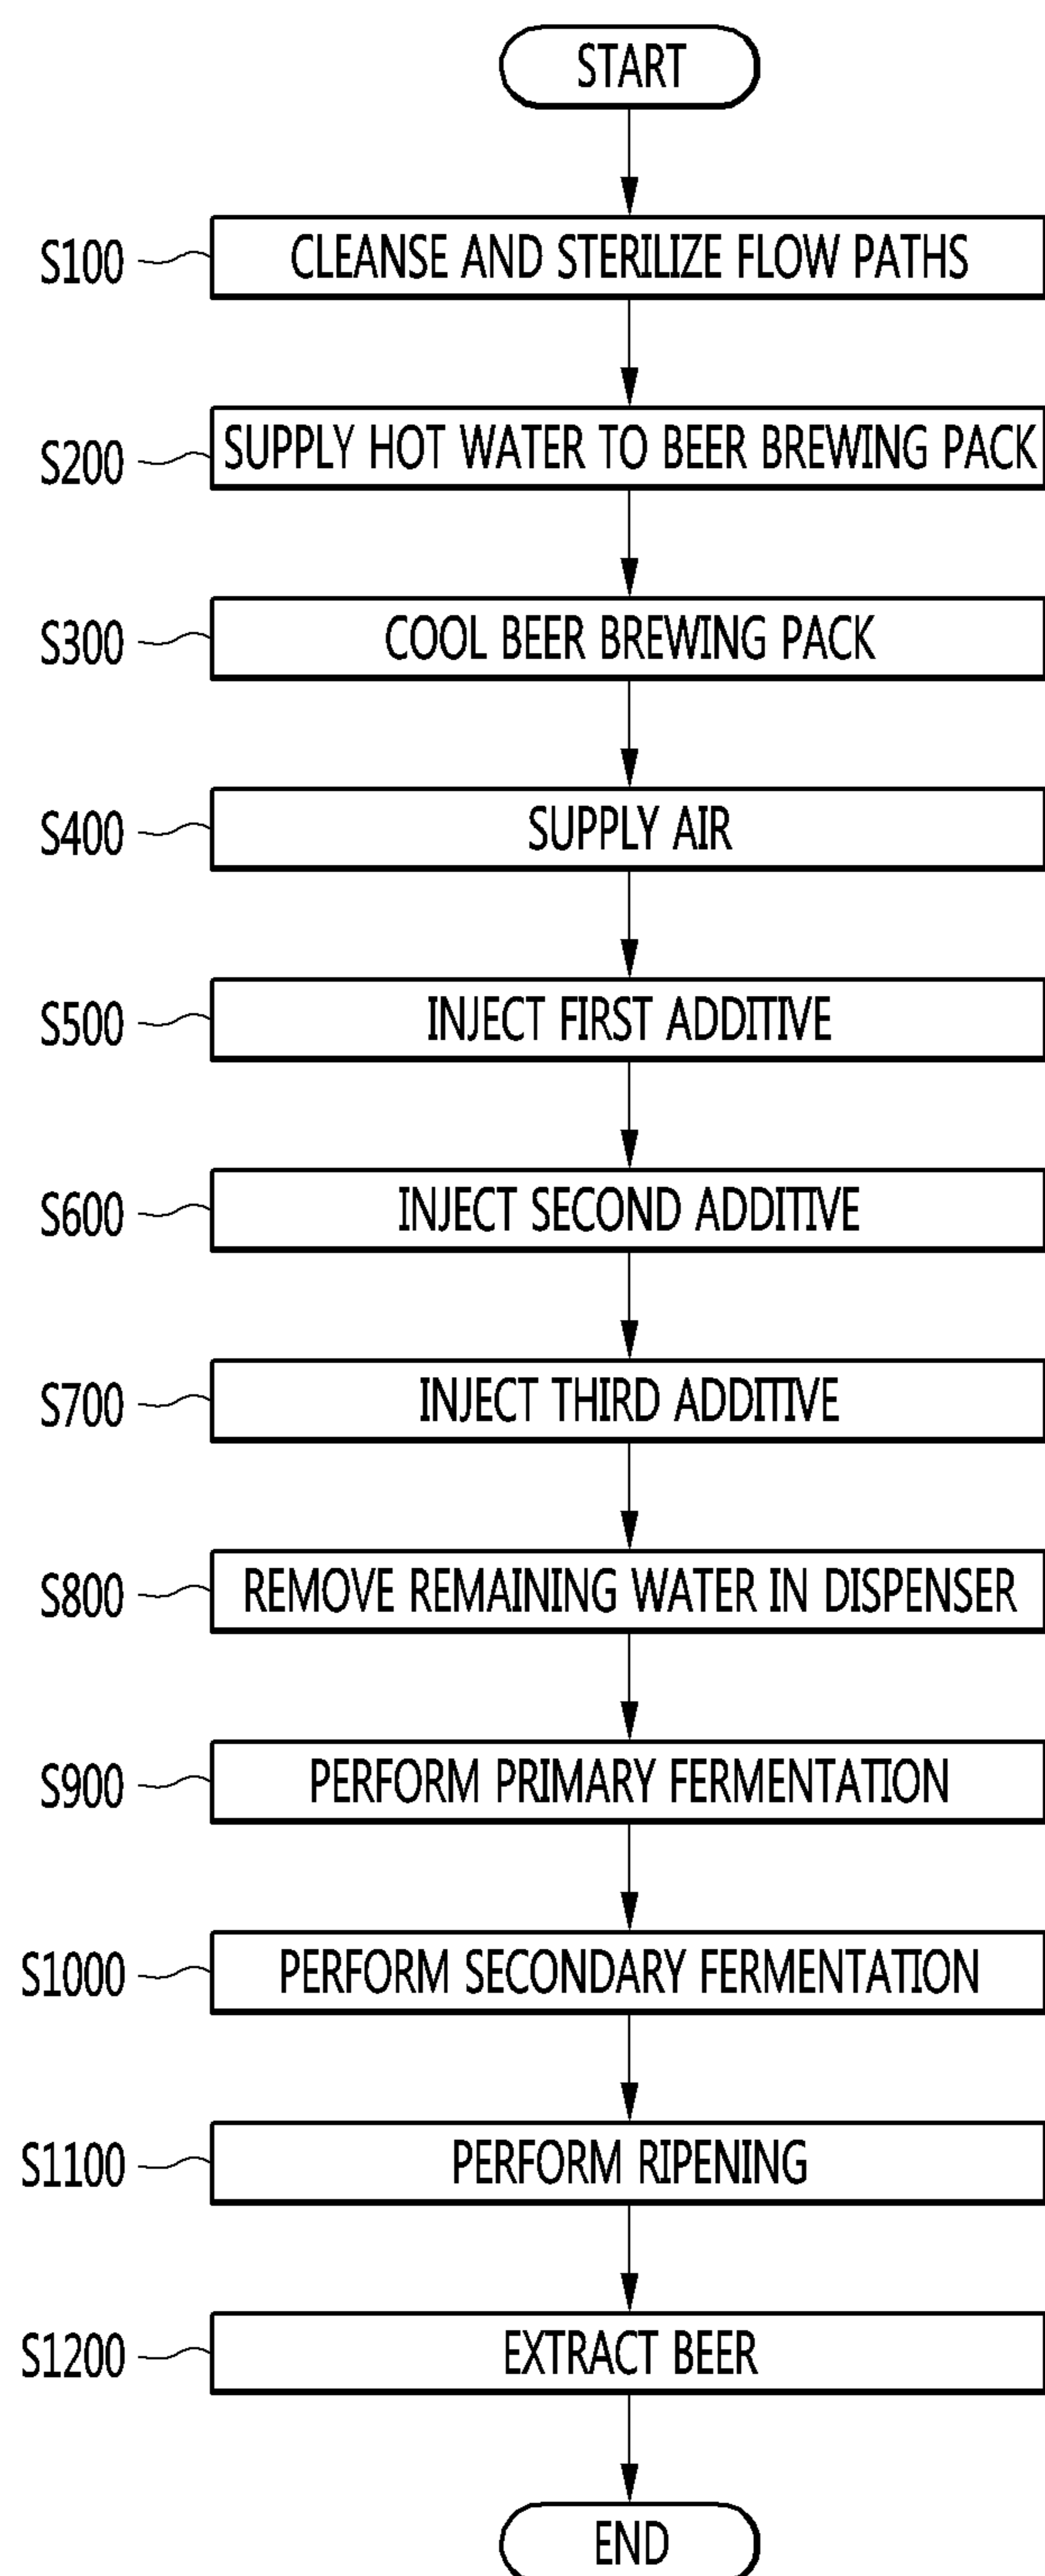 START
S100 CLEANSE AND STERILIZE FLOW PATHS
S200 SUPPLY HOT WATER TO BEER BREWING PACK
S300 COOL BEER BREWING PACK
S400 SUPPLY AIR
S500 INJECT FIRST ADDITIVE
S600 INJECT SECOND ADDITIVE
S700 INJECT THIRD ADDITIVE
S800 REMOVE REMAINING WATER IN DISPENSER
S900 PERFORM PRIMARY FERMENTATION
S1000 PERFORM SECONDARY FERMENTATION
S1100 PERFORM RIPENING
S1200 EXTRACT BEER
END